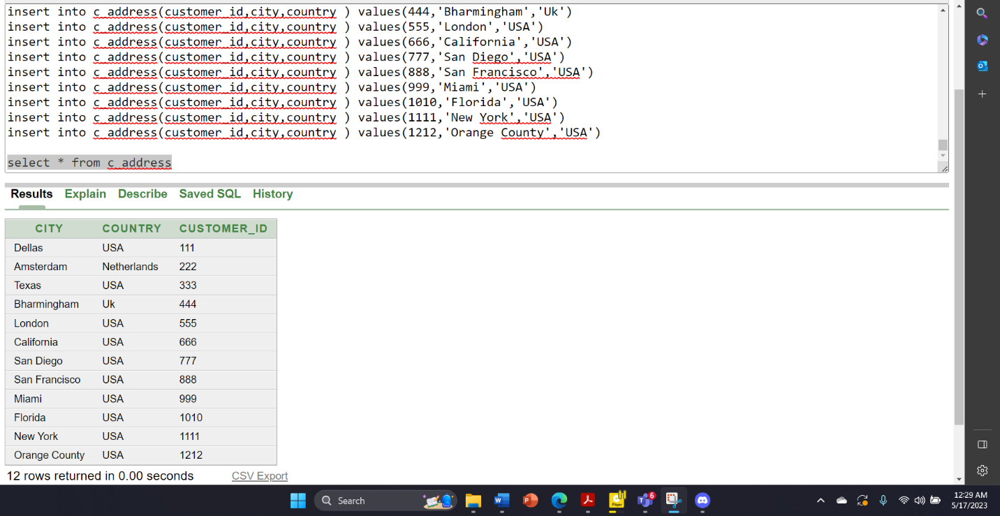 insert into c_address(customer_id,city,country ) values(444,'Bharmingham','Uk')
insert into c_address(customer_id,city,country ) values(555,'London','USA')
insert into c_address(customer_id,city,country ) values(666,'California','USA')
insert into c_address(customer_id,city,country ) values(777,'San Diego','USA')
insert into c_address(customer_id,city,country ) values(888,'San Francisco','USA')
insert into c_address(customer_id,city,country ) values(999,'Miami','USA')
insert into c_address(customer_id,city,country ) values(1010,'Florida','USA')
insert into c_address(customer_id,city,country ) values(1111,'New York','USA')
insert into c_address(customer_id,city,country ) values(1212,'Orange County','USA')
select * from c_address
Results Explain Describe Saved SQL History
CITY COUNTRY CUSTOMER_ID
Dellas USA 111
Amsterdam Netherlands 222
Texas USA 333
Bharmingham Uk 444
London USA 555
California USA 666
San Diego USA 777
San Francisco USA 888
Miami USA 999
Florida USA 1010
New York USA 1111
Orange County USA 1212
12 rows returned in 0.00 seconds CSV Export
Search
6
12:29 AM
5/17/2023